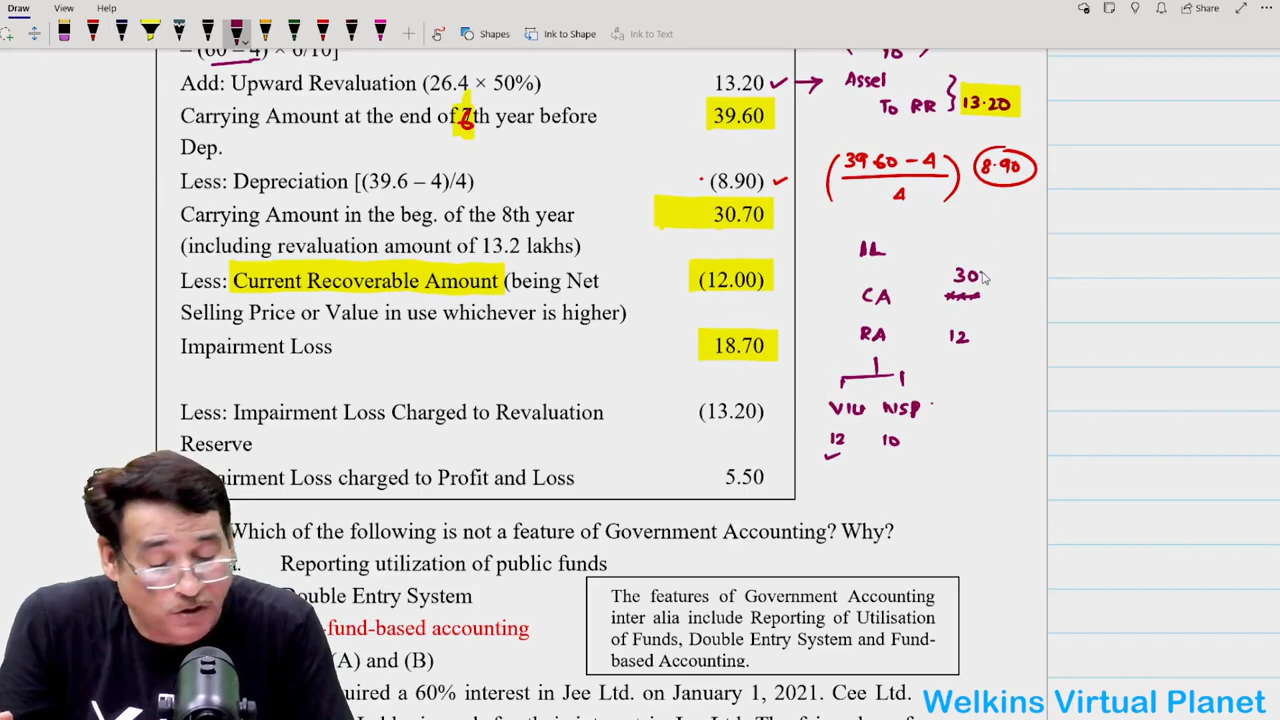 Draw View Help Share
Shapes Ink to Shape Ink to Text
= (60 – 4) × 6/10]
Add: Upward Revaluation (26.4 × 50%) 13.20
Carrying Amount at the end of 6th year before 39.60
Dep.
Less: Depreciation [(39.6 – 4)/4) (8.90)
Carrying Amount in the beg. of the 8th year 30.70
(including revaluation amount of 13.2 lakhs)
Less: Current Recoverable Amount (being Net (12.00)
Selling Price or Value in use whichever is higher)
Impairment Loss 18.70
Less: Impairment Loss Charged to Revaluation (13.20)
Reserve
airment Loss charged to Profit and Loss 5.50
10
Asset
To RR 13.20
39.60 – 4 8.90
4
IL
30
CA
RA 12
VIU NSP
12 10
Which of the following is not a feature of Government Accounting? Why?
a. Reporting utilization of public funds
Double Entry System
-fund-based accounting
(A) and (B)
The features of Government Accounting
inter alia include Reporting of Utilisation
of Funds, Double Entry System and Fund-
based Accounting.
quired a 60% interest in Jee Ltd. on January 1, 2021. Cee Ltd.
Welkins Virtual Planet